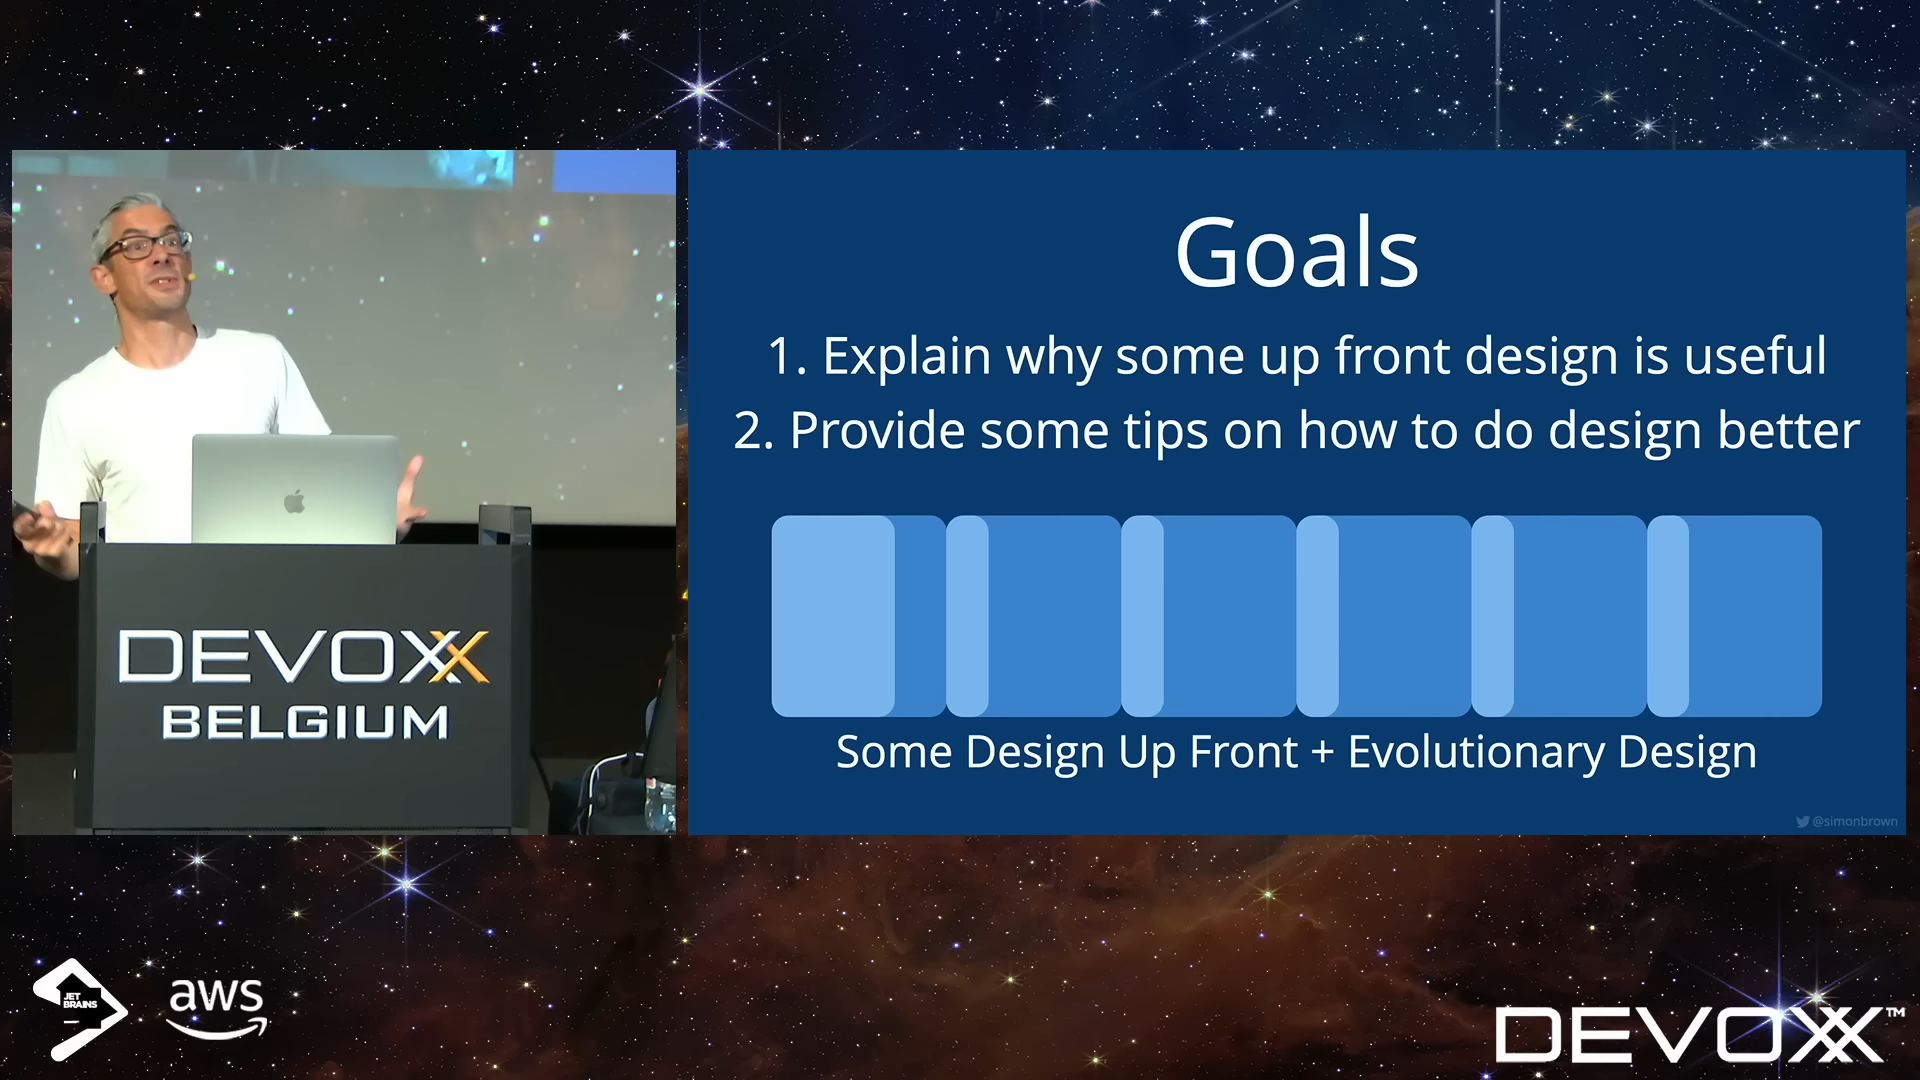 Goals
1. Explain why some up front design is useful
2. Provide some tips on how to do design better
Some Design Up Front + Evolutionary Design
@simonbrown
DEVOXX
BELGIUM
JET
BRAINS
aws
DEVOXX™